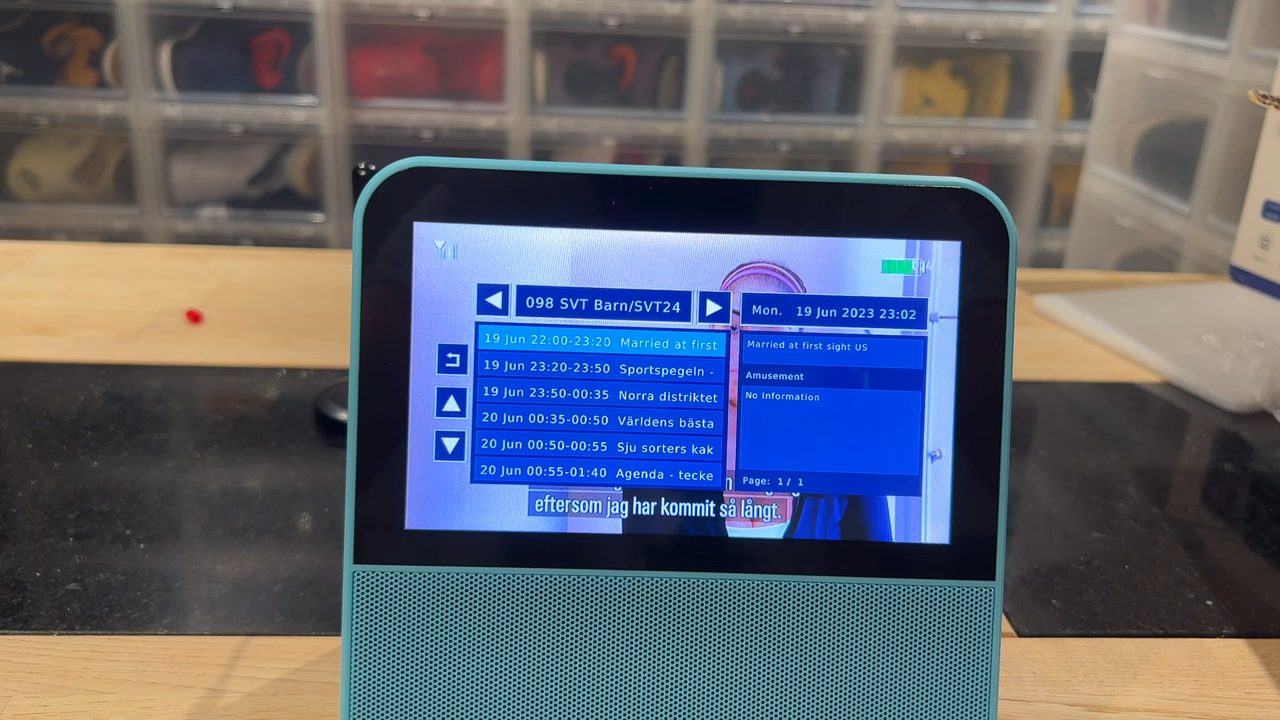 098 SVT Barn/SVT24
Mon. 19 Jun 2023 23:02
19 Jun 22:00-23:20 Married at first
19 Jun 23:20-23:50 Sportspegeln -
19 Jun 23:50-00:35 Norra distriktet
20 Jun 00:35-00:50 Världens bästa
20 Jun 00:50-00:55 Sju sorters kak
20 Jun 00:55-01:40 Agenda - tecke
Married at first sight US
Amusement
No Information
Page: 1 / 1
eftersom jag har kommit så långt.